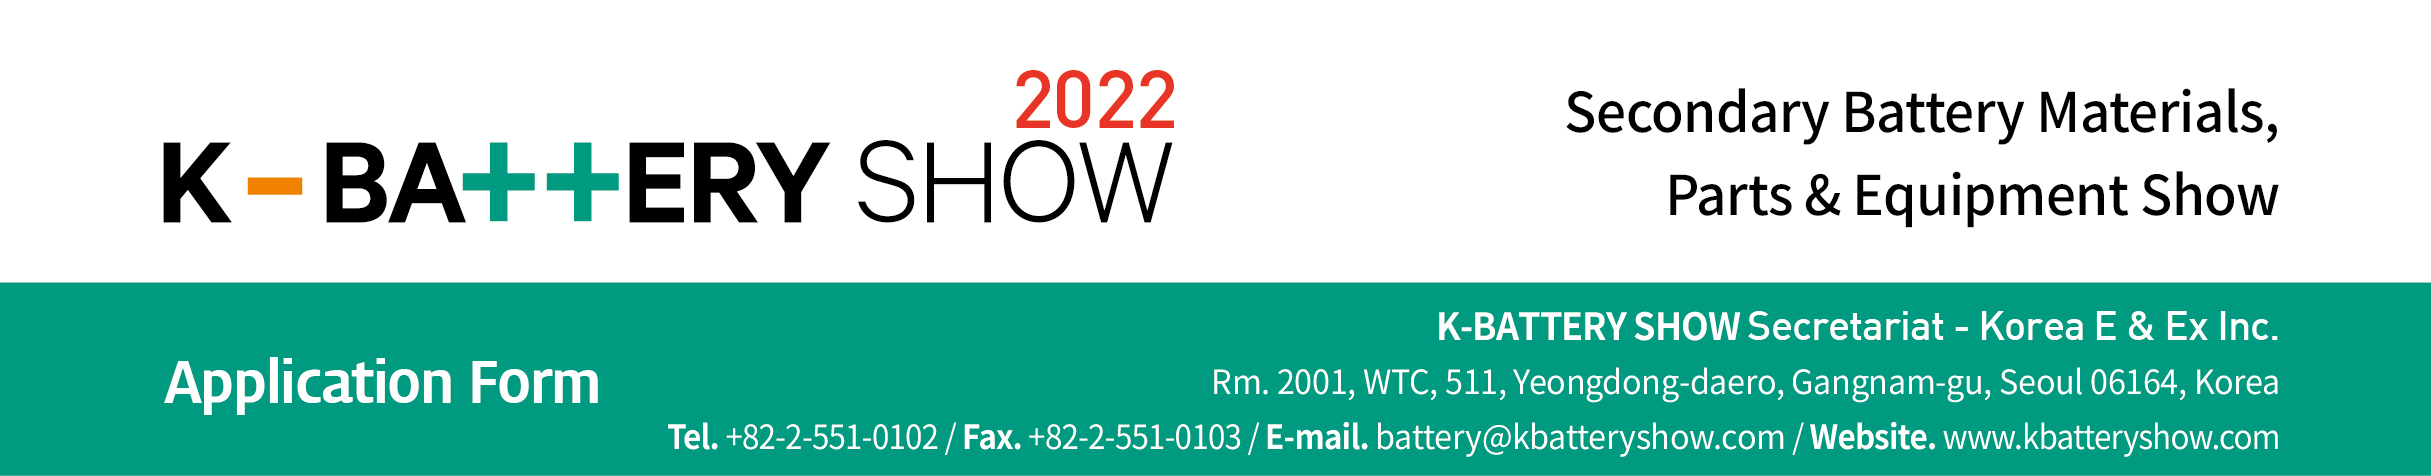 2022
K-BATTERY SHOW
Secondary Battery Materials,
Parts & Equipment Show
Application Form
K-BATTERY SHOW Secretariat - Korea E & Ex Inc.
Rm. 2001, WTC, 511, Yeongdong-daero, Gangnam-gu, Seoul 06164, Korea
Tel. +82-2-551-0102 / Fax. +82-2-551-0103 / E-mail. battery@kbatteryshow.com / Website. www.kbatteryshow.com